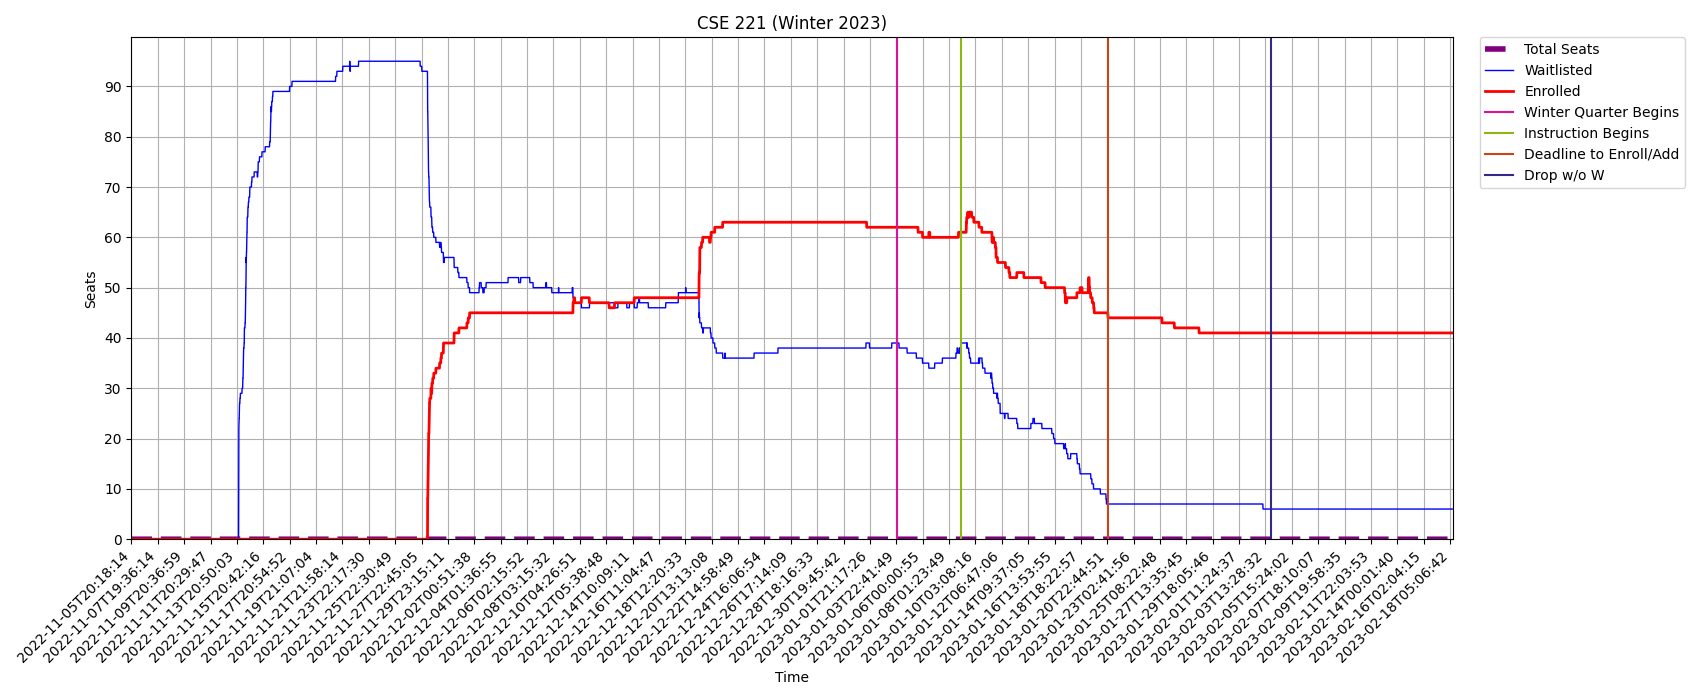 CSE 221 (Winter 2023)
Total Seats
Waitlisted
Enrolled
Winter Quarter Begins
Instruction Begins
Deadline to Enroll/Add
Drop w/o W
Seats
90
80
70
60
50
40
30
20
10
0
2022-11-05T20:18:14
2022-11-07T19:36:14
2022-11-09T20:36:59
2022-11-11T20:29:47
2022-11-13T20:50:03
2022-11-15T20:42:16
2022-11-17T20:54:52
2022-11-19T21:07:04
2022-11-21T21:58:14
2022-11-23T22:17:30
2022-11-25T22:30:49
2022-11-27T22:45:05
2022-11-29T23:15:11
2022-12-02T00:51:38
2022-12-04T01:36:55
2022-12-06T02:15:52
2022-12-08T03:15:32
2022-12-10T04:26:51
2022-12-12T05:38:48
2022-12-14T10:09:11
2022-12-16T11:04:47
2022-12-18T12:20:33
2022-12-20T13:13:08
2022-12-22T14:58:49
2022-12-24T16:06:54
2022-12-26T17:14:09
2022-12-28T18:16:33
2022-12-30T19:45:42
2023-01-01T21:17:26
2023-01-03T22:41:49
2023-01-06T00:00:55
2023-01-08T01:23:49
2023-01-10T03:08:16
2023-01-12T06:47:06
2023-01-14T09:37:05
2023-01-16T13:53:55
2023-01-18T18:22:57
2023-01-20T22:44:51
2023-01-23T02:41:56
2023-01-25T08:22:48
2023-01-27T13:35:45
2023-01-29T18:05:46
2023-02-01T11:24:37
2023-02-03T13:28:32
2023-02-05T15:24:02
2023-02-07T18:10:07
2023-02-09T19:58:35
2023-02-11T22:03:53
2023-02-14T00:01:40
2023-02-16T02:04:15
2023-02-18T05:06:42
Time